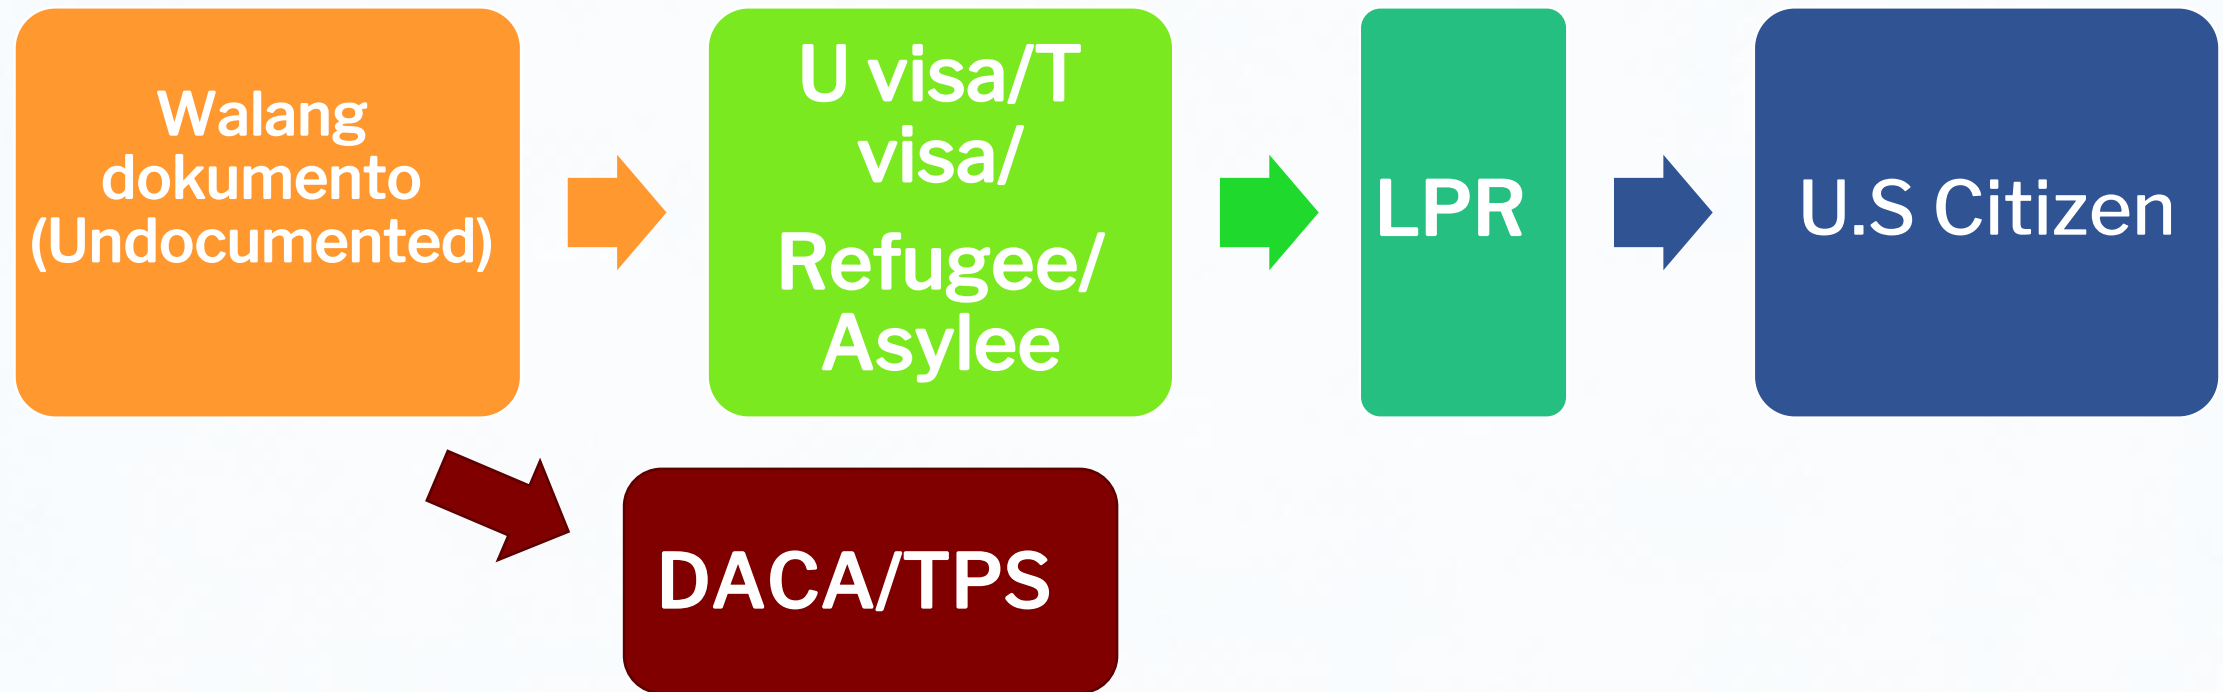 Walang
dokumento
(Undocumented)
U visa/T
visa/
Refugee/
Asylee
LPR
U.S Citizen
DACA/TPS